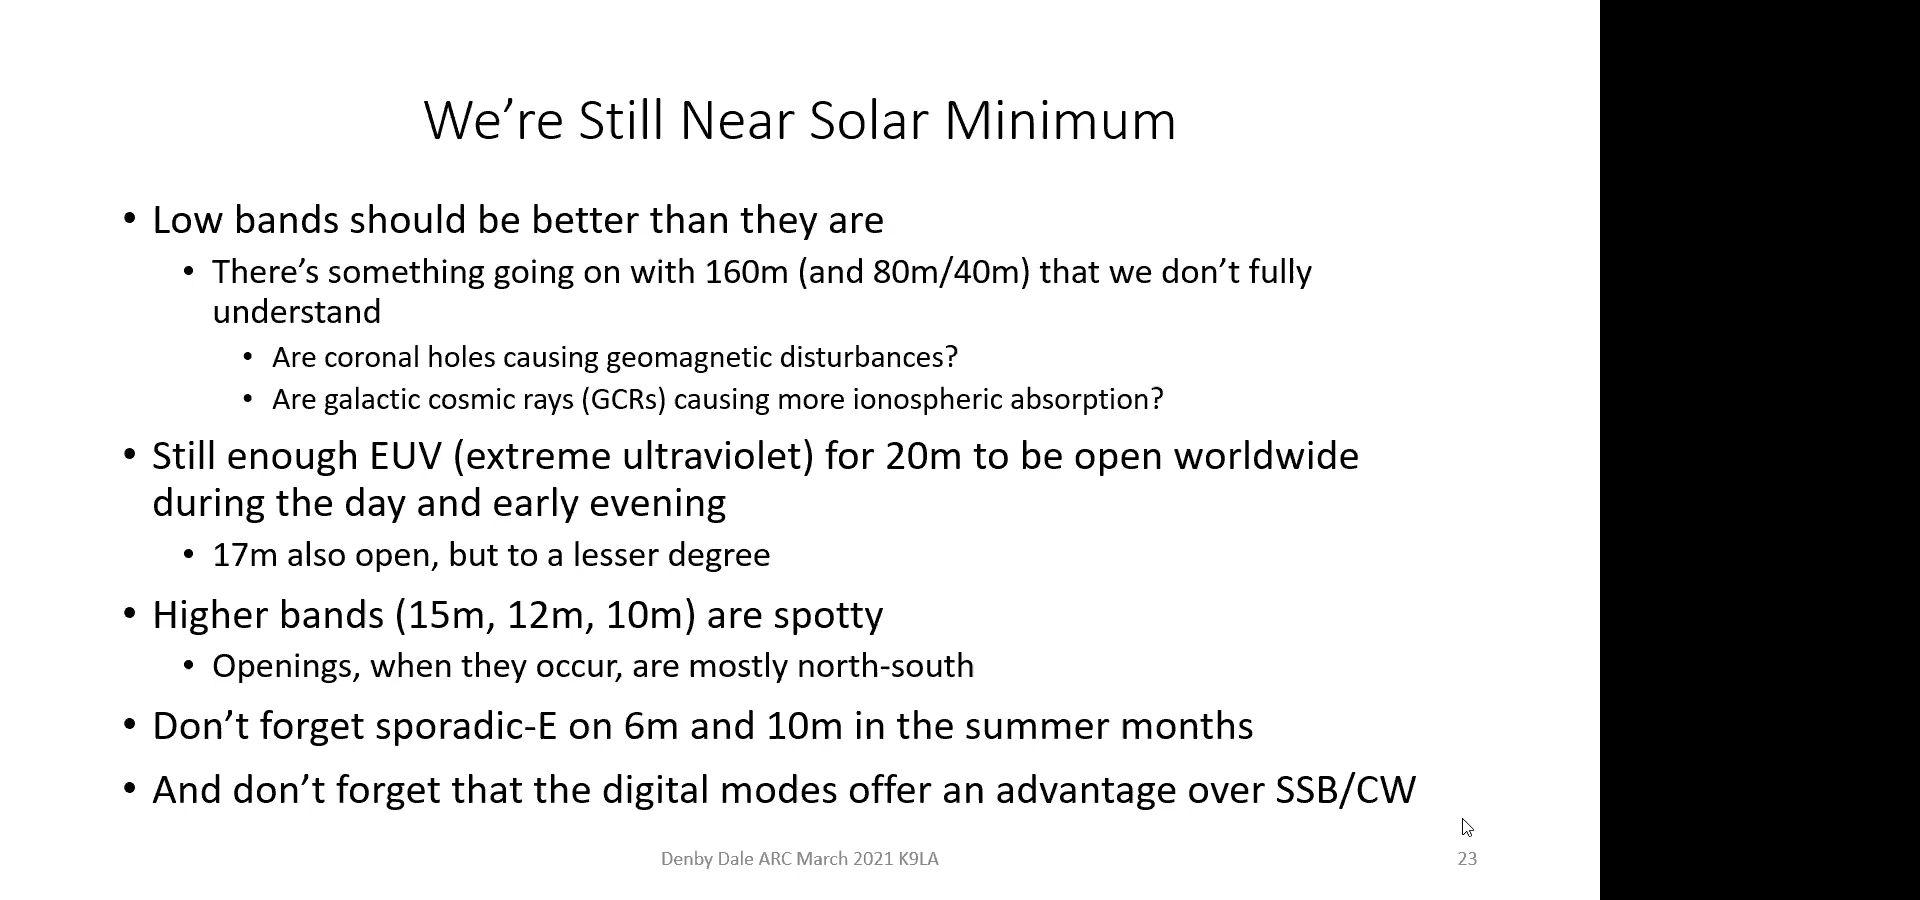 We’re Still Near Solar Minimum
• Low bands should be better than they are
• There’s something going on with 160m (and 80m/40m) that we don’t fully
understand
• Are coronal holes causing geomagnetic disturbances?
• Are galactic cosmic rays (GCRs) causing more ionospheric absorption?
• Still enough EUV (extreme ultraviolet) for 20m to be open worldwide
during the day and early evening
• 17m also open, but to a lesser degree
• Higher bands (15m, 12m, 10m) are spotty
• Openings, when they occur, are mostly north-south
• Don’t forget sporadic-E on 6m and 10m in the summer months
• And don’t forget that the digital modes offer an advantage over SSB/CW
Denby Dale ARC March 2021 K9LA
23